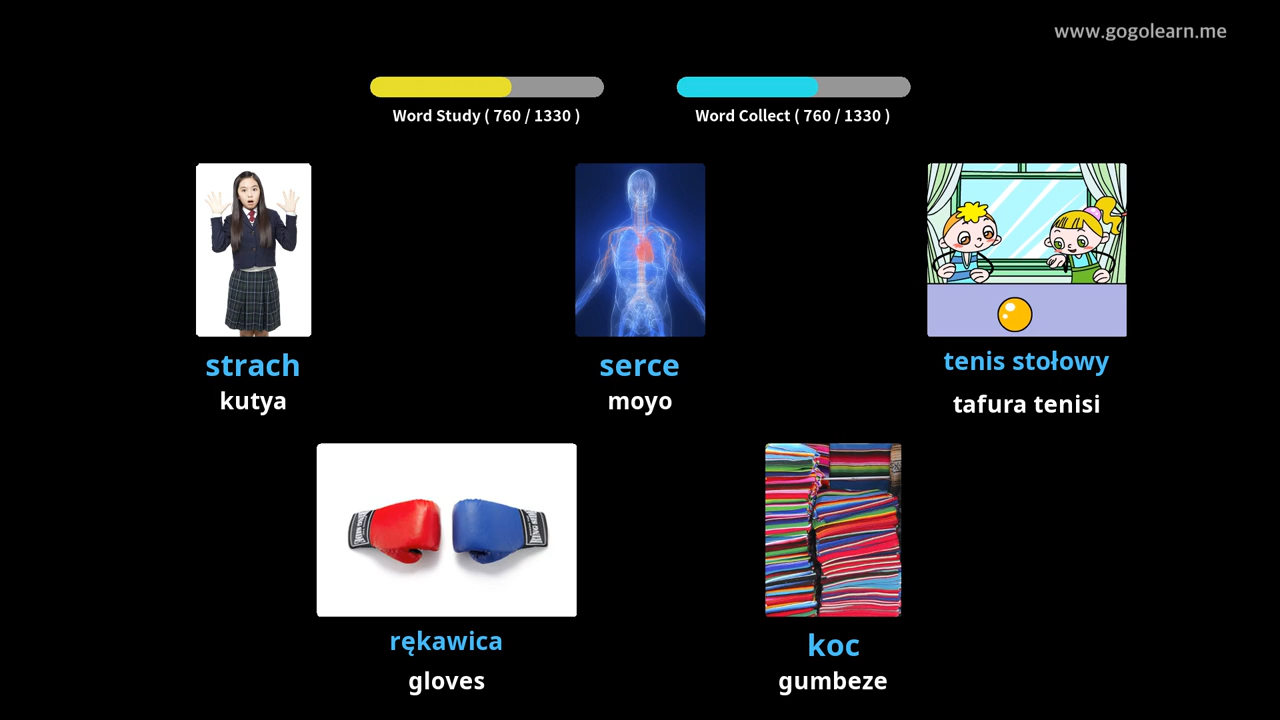 www.gogolearn.me
Word Study ( 760 / 1330 )
Word Collect ( 760 / 1330 )
strach
kutya
serce
moyo
tenis stołowy
tafura tenisi
rękawica
gloves
koc
gumbeze